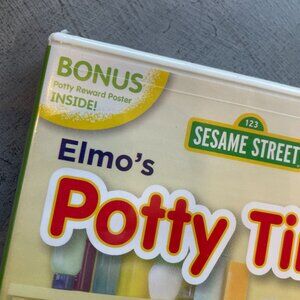 BONUS
Potty Reward Poster
INSIDE!
123
SESAME STREET
Elmo's
Potty Ti